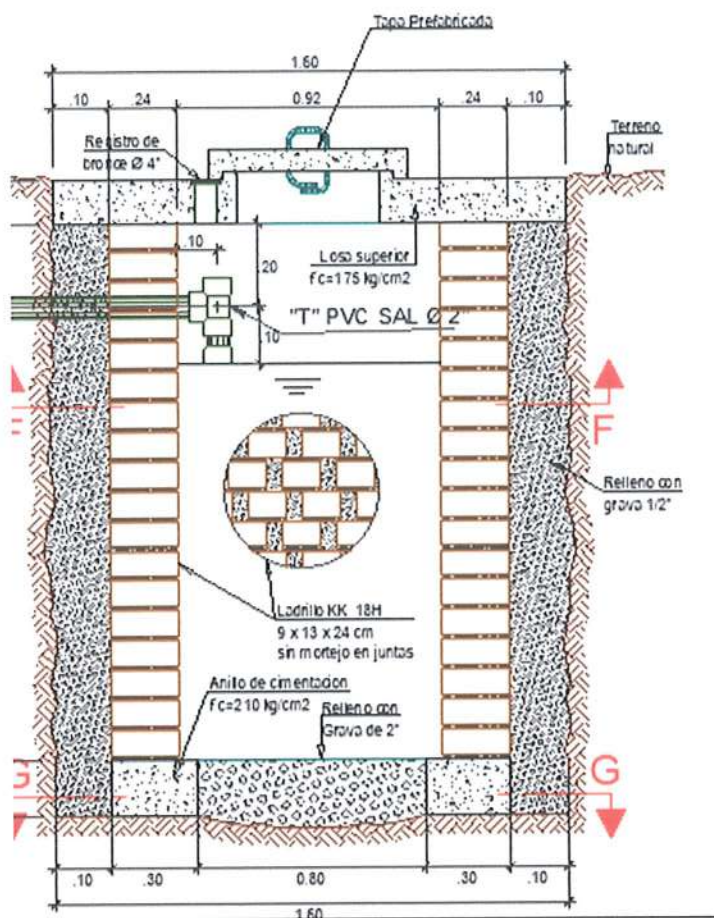 Tapa Prefabricada
1.60
.10 .24 0.92 .24 .10
Registro de
bronce Ø 4"
Terreno
natural
.10
.20
Losa superior
f'c=175 kg/cm2
"T" PVC SAL Ø 2"
.10
F F
Relleno con
grava 1/2"
Ladrillo KK 18H
9 x 13 x 24 cm
sin mortejo en juntas
Anillo de cimentacion
f'c=210 kg/cm2
Relleno con
Grava de 2"
G G
.10 .30 0.80 .30 .10
1.60